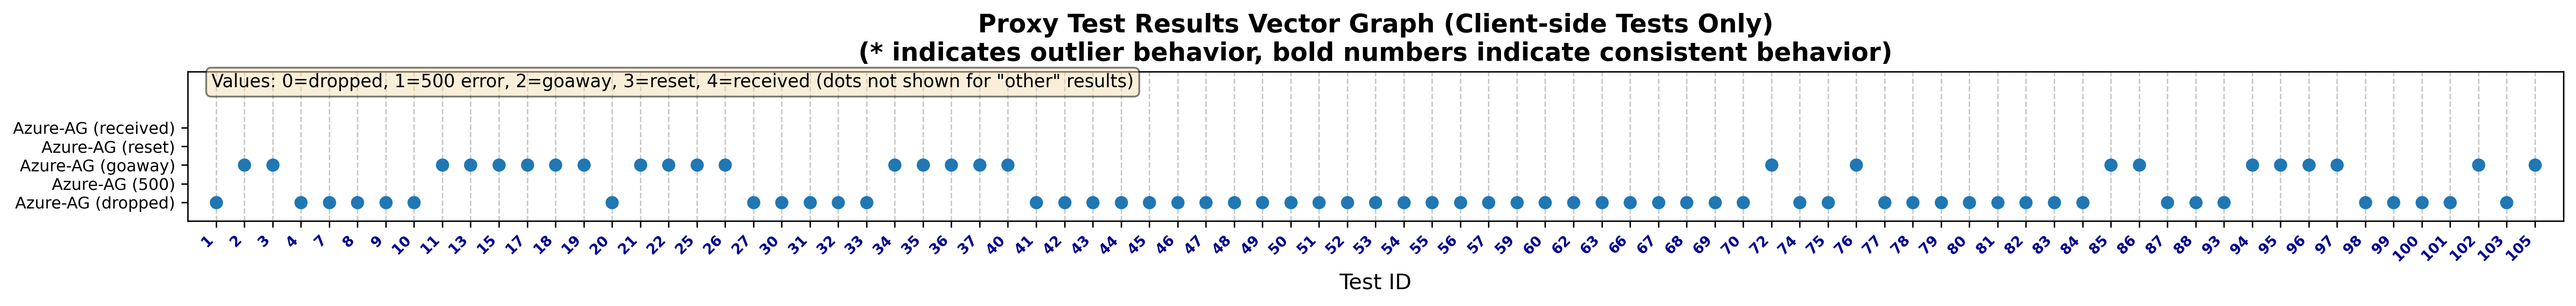 Proxy Test Results Vector Graph (Client-side Tests Only)
(* indicates outlier behavior, bold numbers indicate consistent behavior)
Values: 0=dropped, 1=500 error, 2=goaway, 3=reset, 4=received (dots not shown for "other" results)
Azure-AG (received)
Azure-AG (reset)
Azure-AG (goaway)
Azure-AG (500)
Azure-AG (dropped)
1 2 3 4 7 8 9 10 11 13 15 17 18 19 20 21 22 25 26 27 30 31 32 33 34 35 36 37 40 41 42 43 44 45 46 47 48 49 50 51 52 53 54 55 56 57 59 60 62 63 66 67 68 69 70 72 74 75 76 77 78 79 80 81 82 83 84 85 86 87 88 93 94 95 96 97 98 99 100 101 102 103 105
Test ID